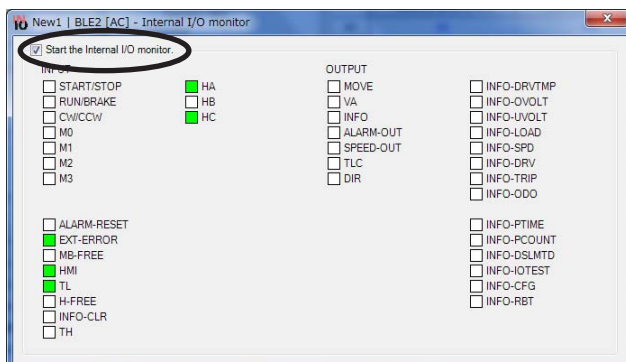 New1 | BLE2 [AC] - Internal I/O monitor
Start the Internal I/O monitor.
INPUT
START/STOP
RUN/BRAKE
CW/CCW
M0
M1
M2
M3
HA
HB
HC
ALARM-RESET
EXT-ERROR
MB-FREE
HMI
TL
H-FREE
INFO-CLR
TH
OUTPUT
MOVE
VA
INFO
ALARM-OUT
SPEED-OUT
TLC
DIR
INFO-DRVTMP
INFO-OVOLT
INFO-UVOLT
INFO-LOAD
INFO-SPD
INFO-DRV
INFO-TRIP
INFO-ODO
INFO-PTIME
INFO-PCOUNT
INFO-DSLMTD
INFO-IOTEST
INFO-CFG
INFO-RBT